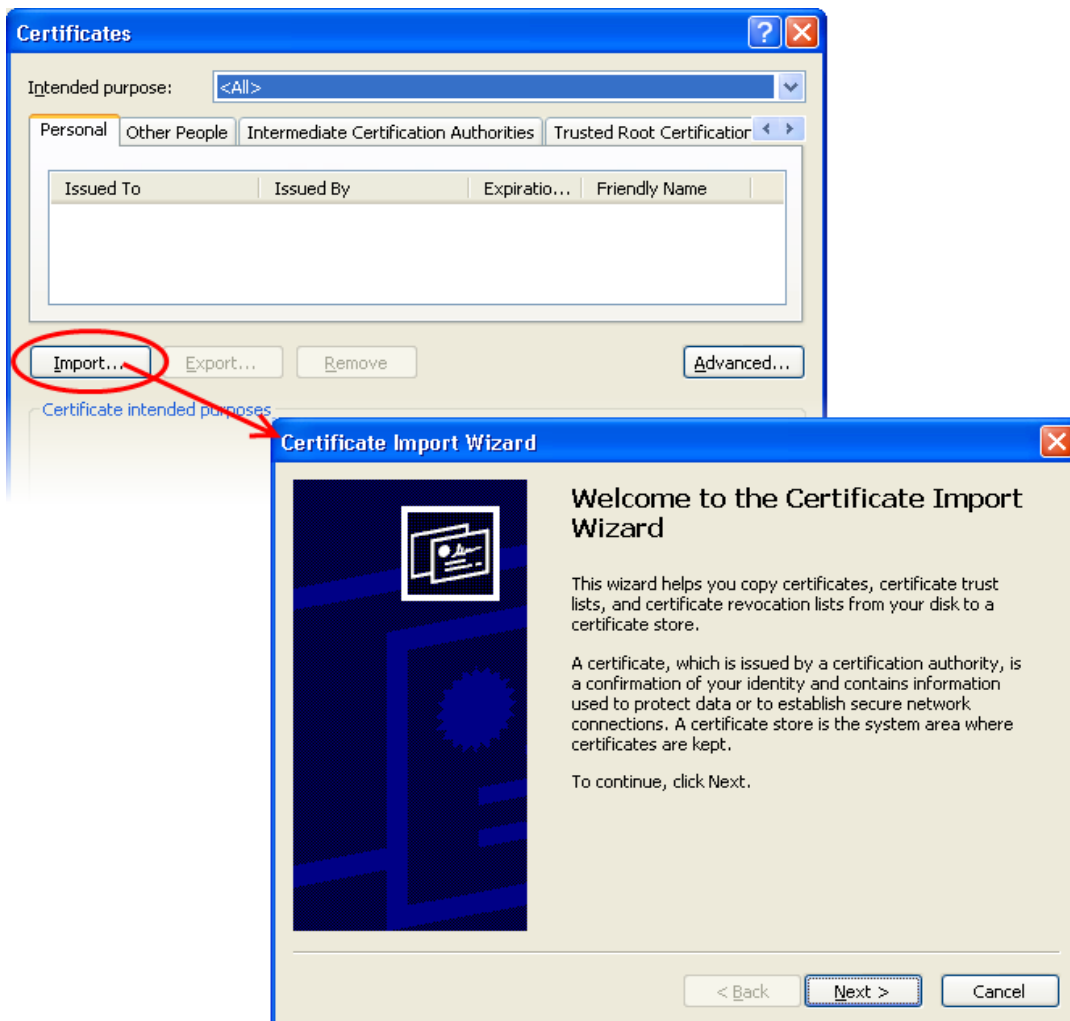 Certificates
Intended purpose: <All>
Personal Other People Intermediate Certification Authorities Trusted Root Certification
Issued To Issued By Expiratio... Friendly Name
Import... Export... Remove Advanced...
Certificate intended purposes
Certificate Import Wizard
Welcome to the Certificate Import
Wizard
This wizard helps you copy certificates, certificate trust
lists, and certificate revocation lists from your disk to a
certificate store.
A certificate, which is issued by a certification authority, is
a confirmation of your identity and contains information
used to protect data or to establish secure network
connections. A certificate store is the system area where
certificates are kept.
To continue, click Next.
< Back Next > Cancel